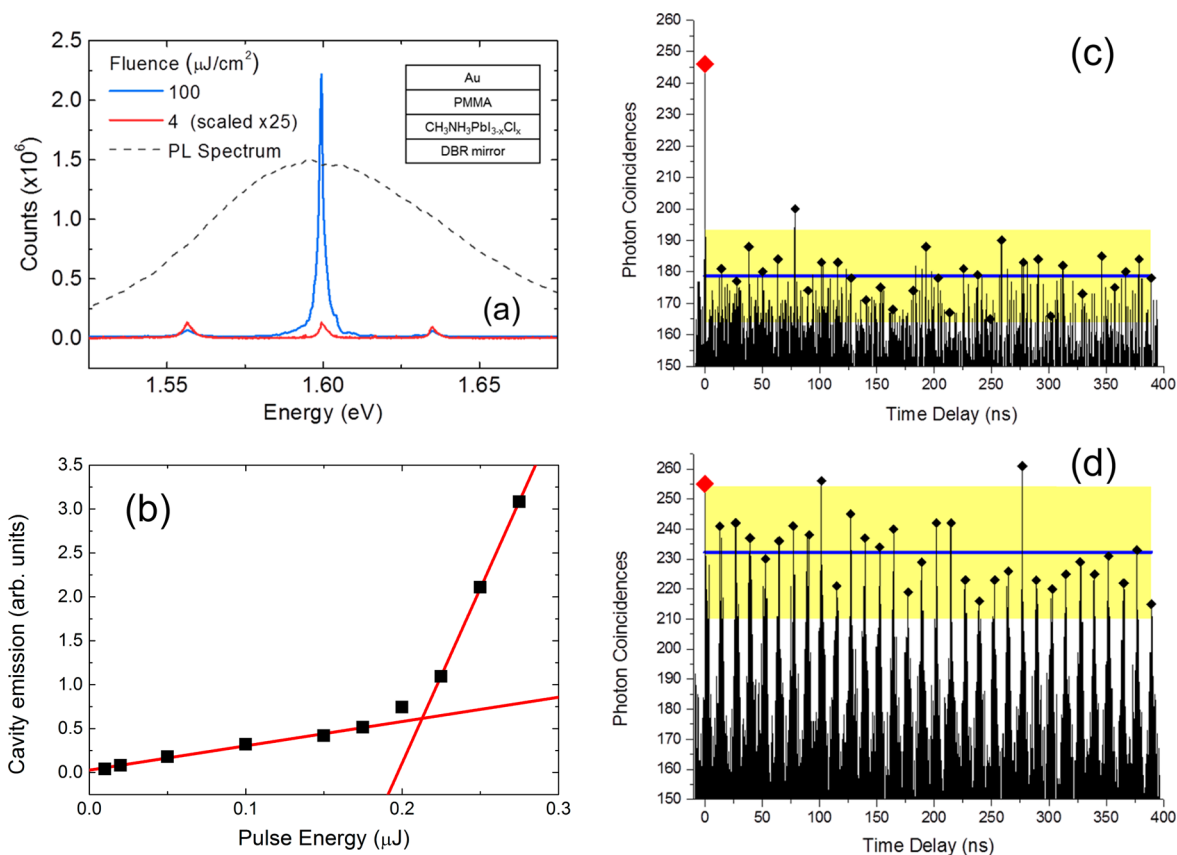 2.5
2.0
1.5
1.0
0.5
0.0
Counts (x10⁶)
Fluence (μJ/cm²)
100
4 (scaled x25)
PL Spectrum
Au
PMMA
CH₃NH₃PbI₃₋ₓClₓ
DBR mirror
(a)
1.55 1.60 1.65
Energy (eV)
(c)
260
250
240
230
220
210
200
190
180
170
160
150
Photon Coincidences
0 50 100 150 200 250 300 350 400
Time Delay (ns)
(b)
3.5
3.0
2.5
2.0
1.5
1.0
0.5
0.0
Cavity emission (arb. units)
0.0 0.1 0.2 0.3
Pulse Energy (μJ)
(d)
260
250
240
230
220
210
200
190
180
170
160
150
Photon Coincidences
0 50 100 150 200 250 300 350 400
Time Delay (ns)